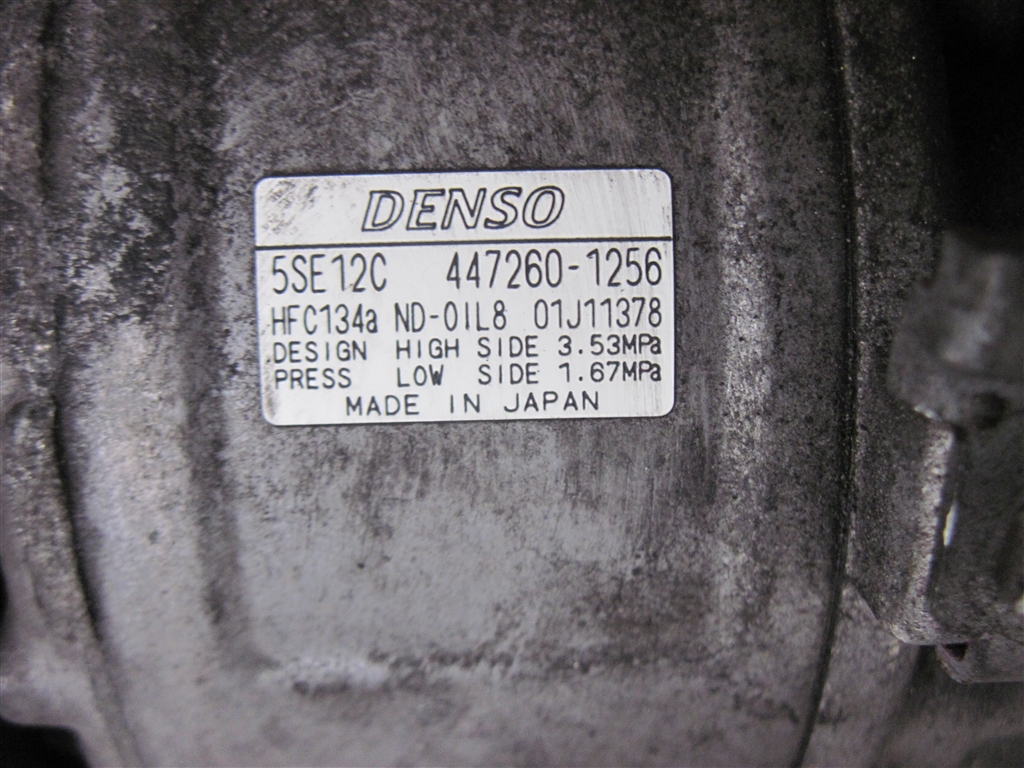 DENSO
5SE12C 447260-1256
HFC134a ND-OIL8 01J11378
DESIGN HIGH SIDE 3.53MPa
PRESS LOW SIDE 1.67MPa
MADE IN JAPAN